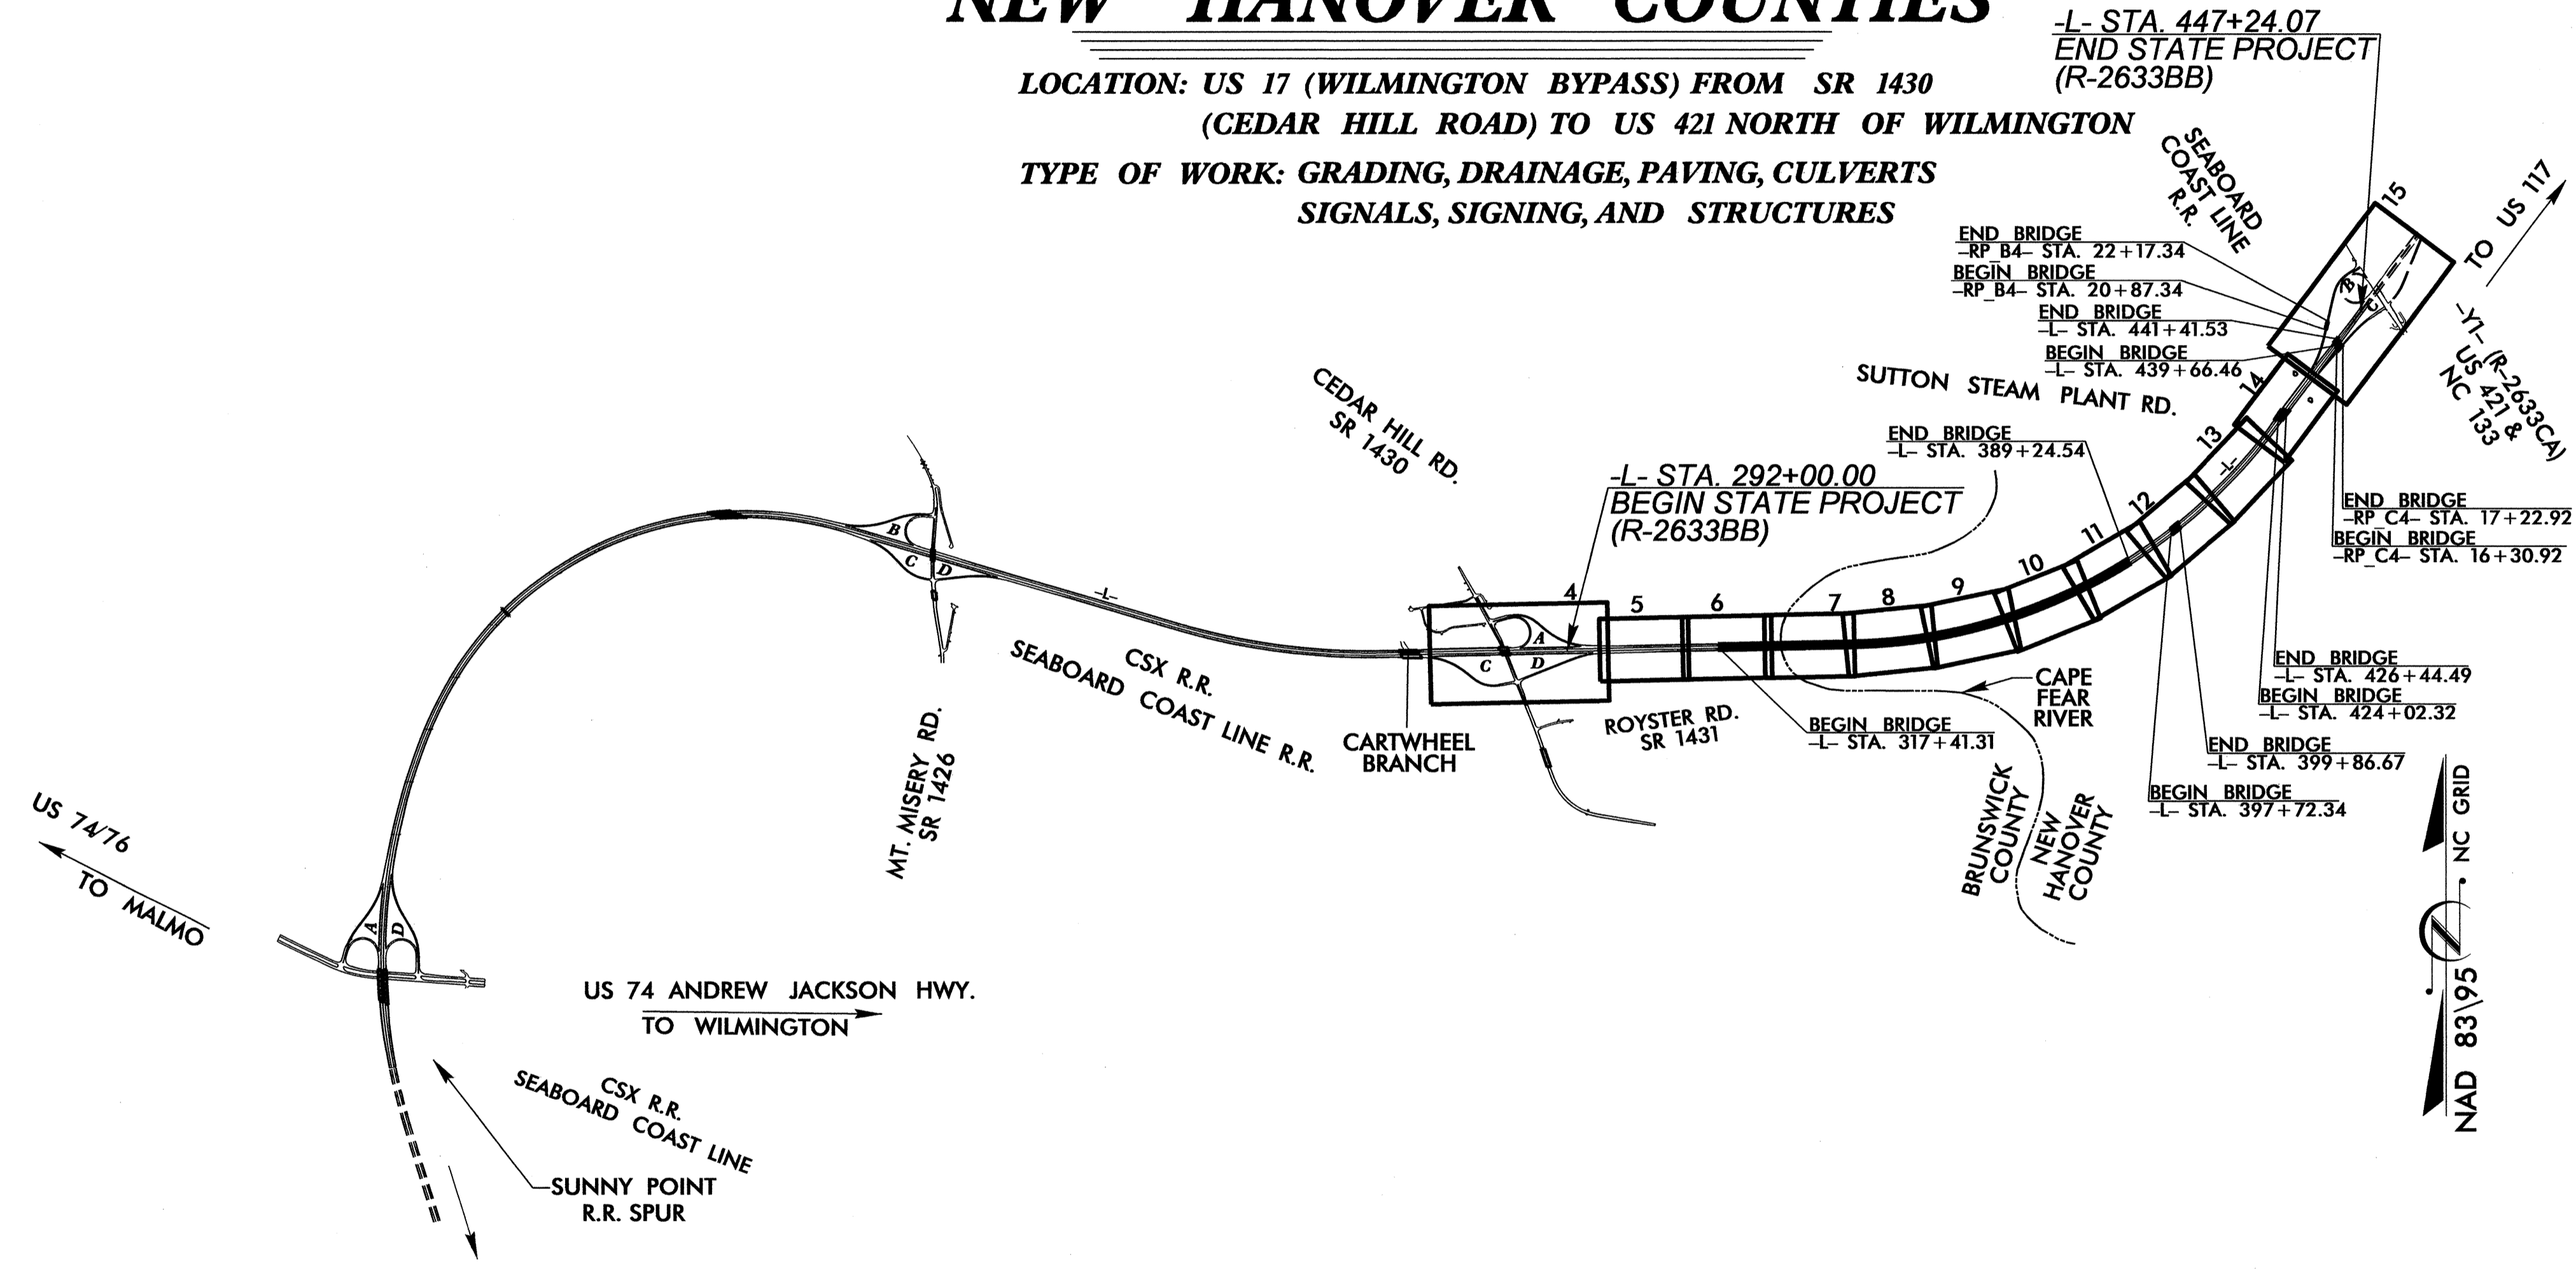 NEW HANOVER COUNTIES
LOCATION: US 17 (WILMINGTON BYPASS) FROM SR 1430
(CEDAR HILL ROAD) TO US 421 NORTH OF WILMINGTON
TYPE OF WORK: GRADING, DRAINAGE, PAVING, CULVERTS
SIGNALS, SIGNING, AND STRUCTURES
-L- STA. 447+24.07
END STATE PROJECT
(R-2633BB)
SEABOARD
COAST LINE
R.R.
15
TO US 117
END BRIDGE
-RP_B4- STA. 22+17.34
BEGIN BRIDGE
-RP_B4- STA. 20+87.34
END BRIDGE
-L- STA. 441+41.53
BEGIN BRIDGE
-L- STA. 439+66.46
B
C
-Y1- (R-2633CA)
US 421 &
NC 133
SUTTON STEAM PLANT RD.
14
13
-L-
12
11
10
9
8
7
6
5
4
END BRIDGE
-L- STA. 389+24.54
CEDAR HILL RD.
SR 1430
-L- STA. 292+00.00
BEGIN STATE PROJECT
(R-2633BB)
END BRIDGE
-RP_C4- STA. 17+22.92
BEGIN BRIDGE
-RP_C4- STA. 16+30.92
B
C
D
-L-
A
C
D
CSX R.R.
SEABOARD COAST LINE R.R.
CARTWHEEL
BRANCH
ROYSTER RD.
SR 1431
BEGIN BRIDGE
-L- STA. 317+41.31
CAPE
FEAR
RIVER
END BRIDGE
-L- STA. 426+44.49
BEGIN BRIDGE
-L- STA. 424+02.32
END BRIDGE
-L- STA. 399+86.67
BEGIN BRIDGE
-L- STA. 397+72.34
BRUNSWICK
COUNTY
NEW
HANOVER
COUNTY
MT. MISERY RD.
SR 1426
US 74/76
TO MALMO
A
D
US 74 ANDREW JACKSON HWY.
TO WILMINGTON
CSX R.R.
SEABOARD COAST LINE
SUNNY POINT
R.R. SPUR
NC GRID
NAD 83\95